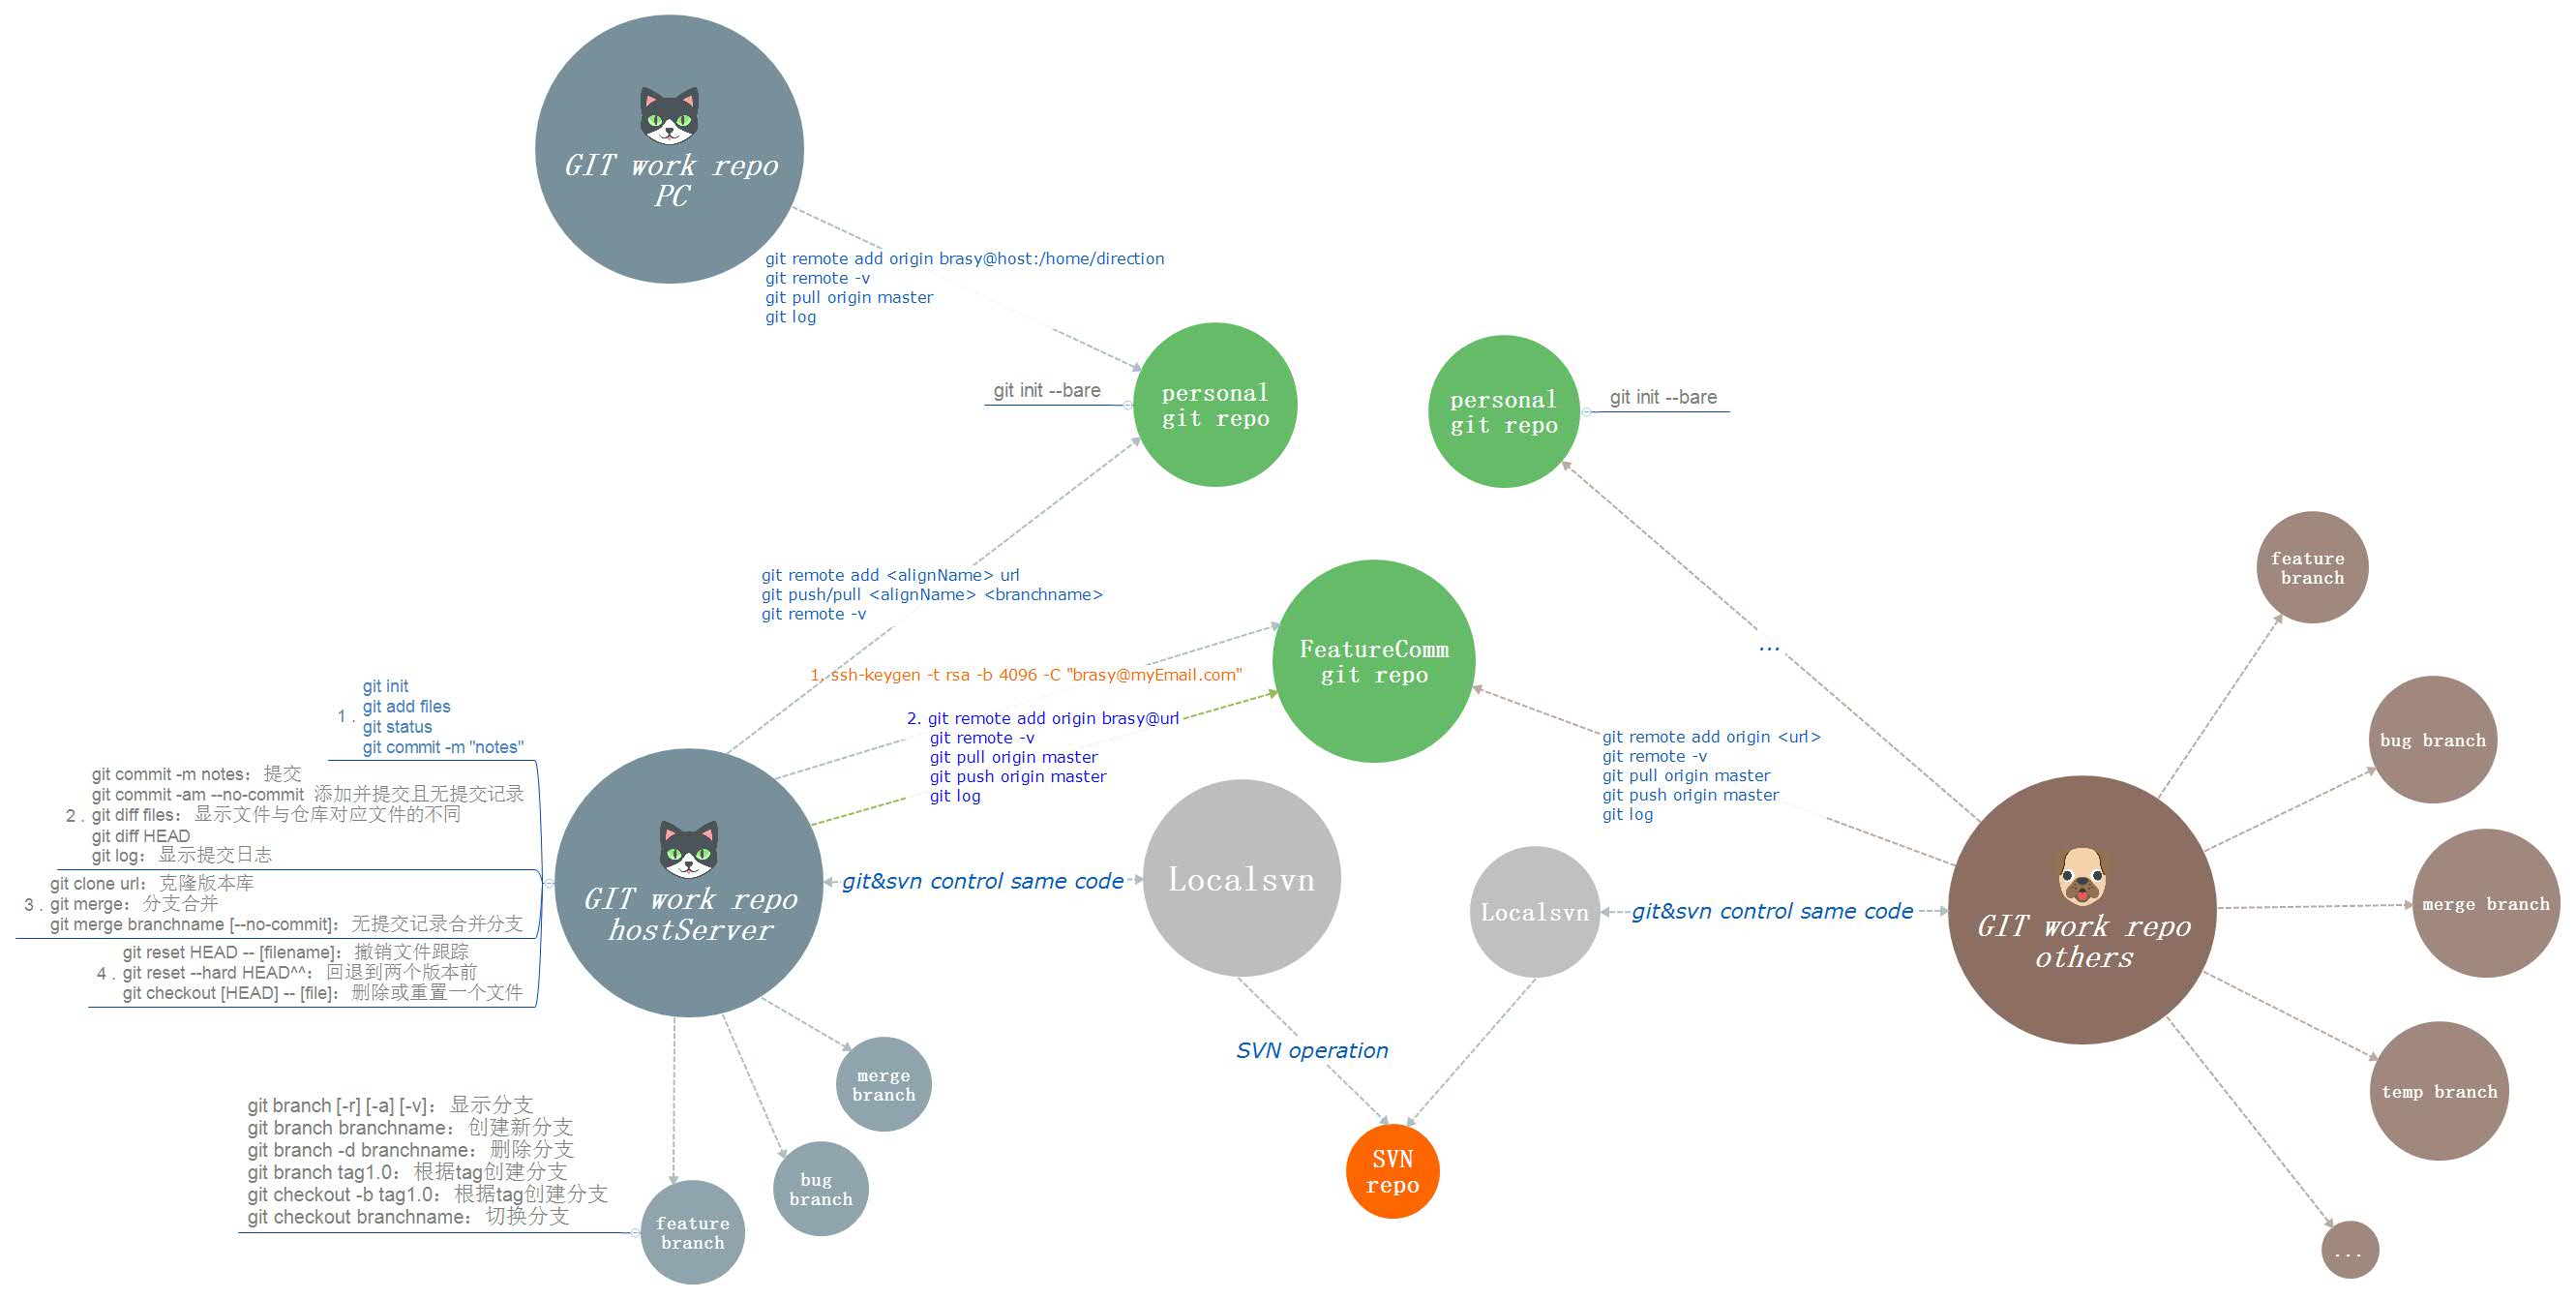 GIT work repo
PC
git remote add origin brasy@host:/home/direction
git remote -v
git pull origin master
git log
git init --bare
personal
git repo
personal
git repo
git init --bare
git remote add <alignName> url
git push/pull <alignName> <branchname>
git remote -v
FeatureComm
git repo
...
feature
branch
1. ssh-keygen -t rsa -b 4096 -C "brasy@myEmail.com"
2. git remote add origin brasy@url
git remote -v
git pull origin master
git push origin master
git log
git remote add origin <url>
git remote -v
git pull origin master
git push origin master
git log
bug branch
1 .
git init
git add files
git status
git commit -m "notes"
2 .
git commit -m notes：提交
git commit -am --no-commit 添加并提交且无提交记录
git diff files：显示文件与仓库对应文件的不同
git diff HEAD
git log：显示提交日志
3 .
git clone url：克隆版本库
git merge：分支合并
git merge branchname [--no-commit]：无提交记录合并分支
4 .
git reset HEAD -- [filename]：撤销文件跟踪
git reset --hard HEAD^^：回退到两个版本前
git checkout [HEAD] -- [file]：删除或重置一个文件
GIT work repo
hostServer
git&svn control same code
Localsvn
Localsvn
git&svn control same code
GIT work repo
others
merge branch
SVN operation
merge
branch
temp branch
git branch [-r] [-a] [-v]：显示分支
git branch branchname：创建新分支
git branch -d branchname：删除分支
git branch tag1.0：根据tag创建分支
git checkout -b tag1.0：根据tag创建分支
git checkout branchname：切换分支
bug
branch
feature
branch
SVN
repo
...